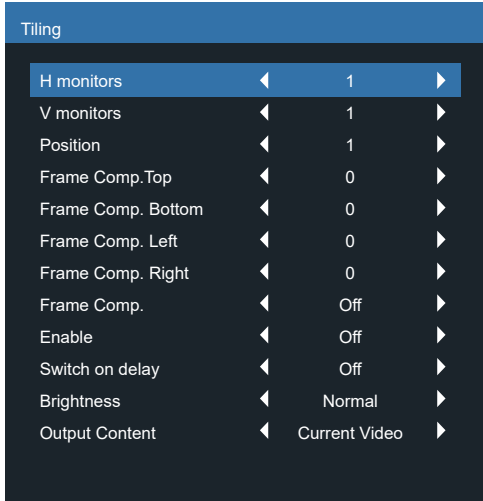 Tiling
H monitors 1
V monitors 1
Position 1
Frame Comp.Top 0
Frame Comp. Bottom 0
Frame Comp. Left 0
Frame Comp. Right 0
Frame Comp. Off
Enable Off
Switch on delay Off
Brightness Normal
Output Content Current Video